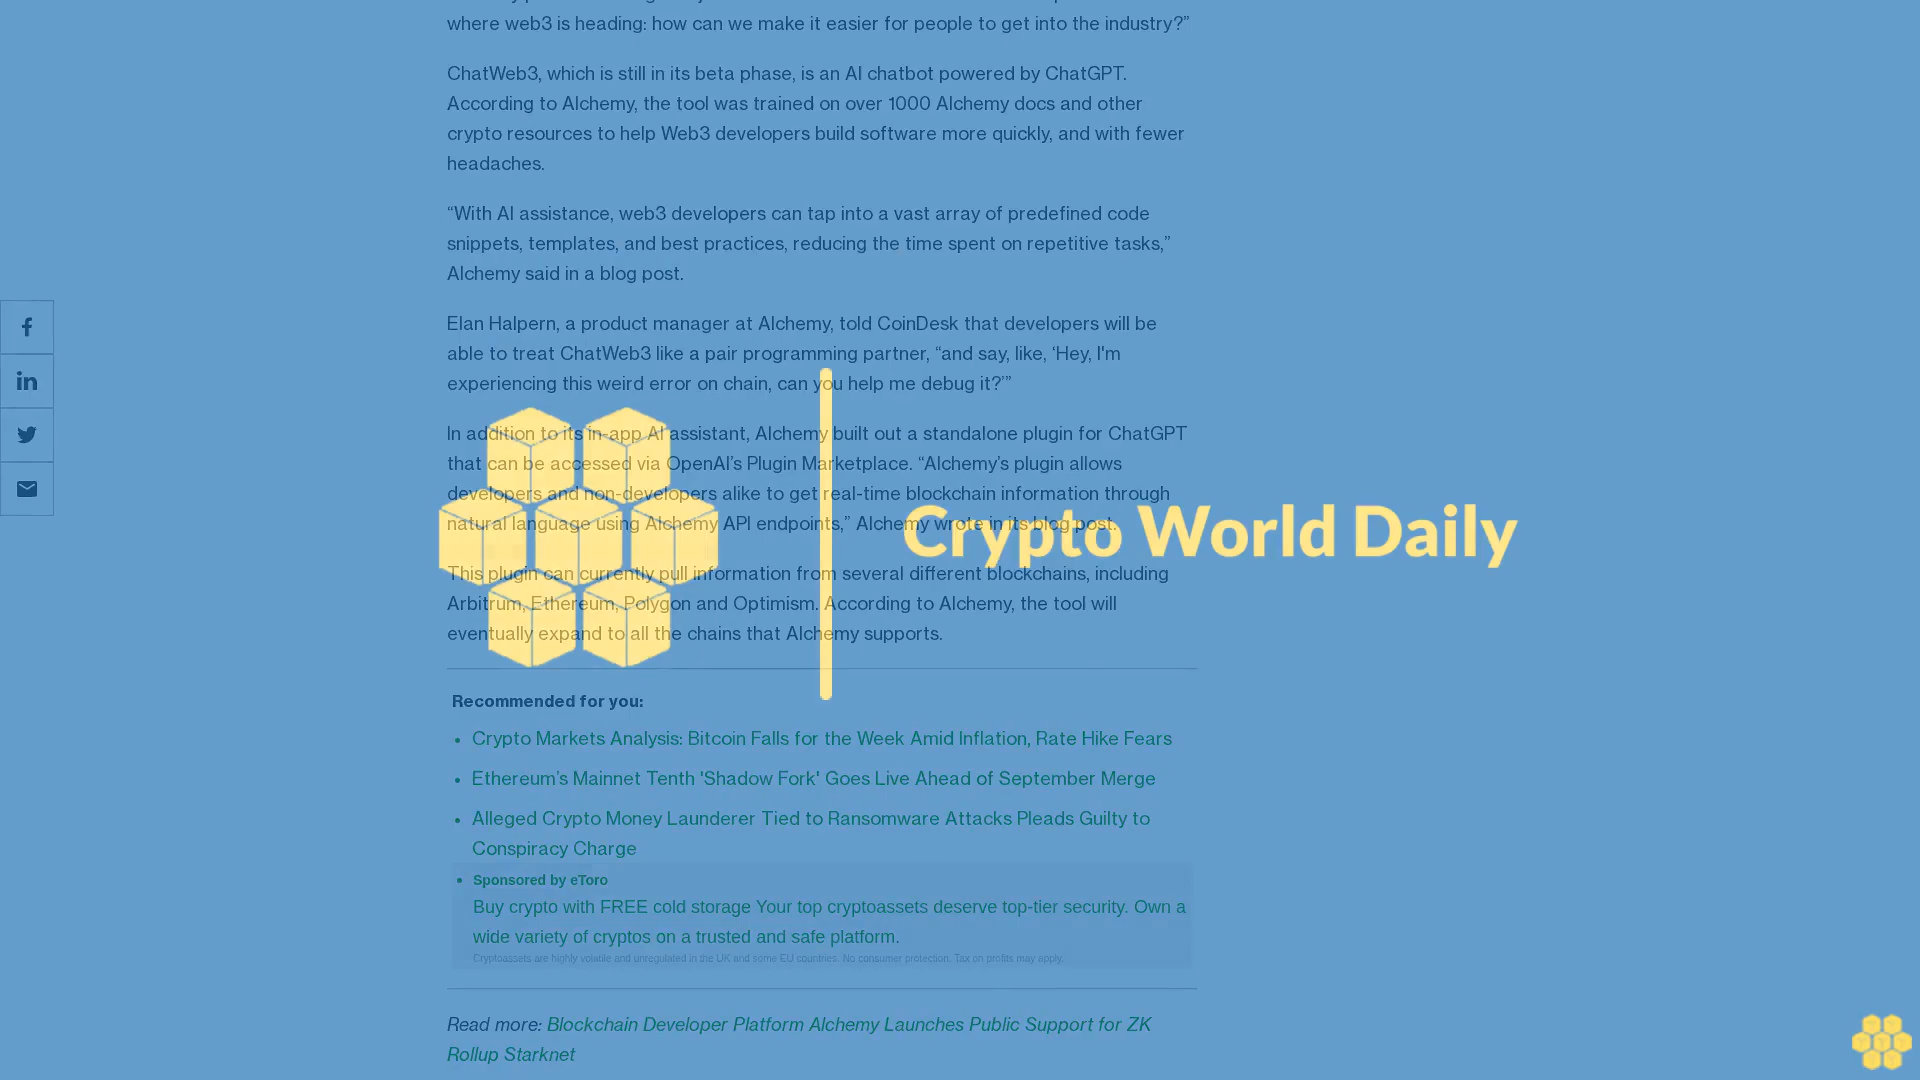 where web3 is heading: how can we make it easier for people to get into the industry?”
ChatWeb3, which is still in its beta phase, is an AI chatbot powered by ChatGPT.
According to Alchemy, the tool was trained on over 1000 Alchemy docs and other
crypto resources to help Web3 developers build software more quickly, and with fewer
headaches.
“With AI assistance, web3 developers can tap into a vast array of predefined code
snippets, templates, and best practices, reducing the time spent on repetitive tasks,”
Alchemy said in a blog post.
Elan Halpern, a product manager at Alchemy, told CoinDesk that developers will be
able to treat ChatWeb3 like a pair programming partner, “and say, like, ‘Hey, I'm
experiencing this weird error on chain, can you help me debug it?’”
In addition to its in-app AI assistant, Alchemy built out a standalone plugin for ChatGPT
that can be accessed via OpenAI’s Plugin Marketplace. “Alchemy’s plugin allows
developers and non-developers alike to get real-time blockchain information through
natural language using Alchemy API endpoints,” Alchemy wrote in its blog post.
Crypto World Daily
This plugin can currently pull information from several different blockchains, including
Arbitrum, Ethereum, Polygon and Optimism. According to Alchemy, the tool will
eventually expand to all the chains that Alchemy supports.
Recommended for you:
• Crypto Markets Analysis: Bitcoin Falls for the Week Amid Inflation, Rate Hike Fears
• Ethereum’s Mainnet Tenth 'Shadow Fork' Goes Live Ahead of September Merge
• Alleged Crypto Money Launderer Tied to Ransomware Attacks Pleads Guilty to
Conspiracy Charge
• Sponsored by eToro
Buy crypto with FREE cold storage Your top cryptoassets deserve top-tier security. Own a
wide variety of cryptos on a trusted and safe platform.
Cryptoassets are highly volatile and unregulated in the UK and some EU countries. No consumer protection. Tax on profits may apply.
Read more: Blockchain Developer Platform Alchemy Launches Public Support for ZK
Rollup Starknet